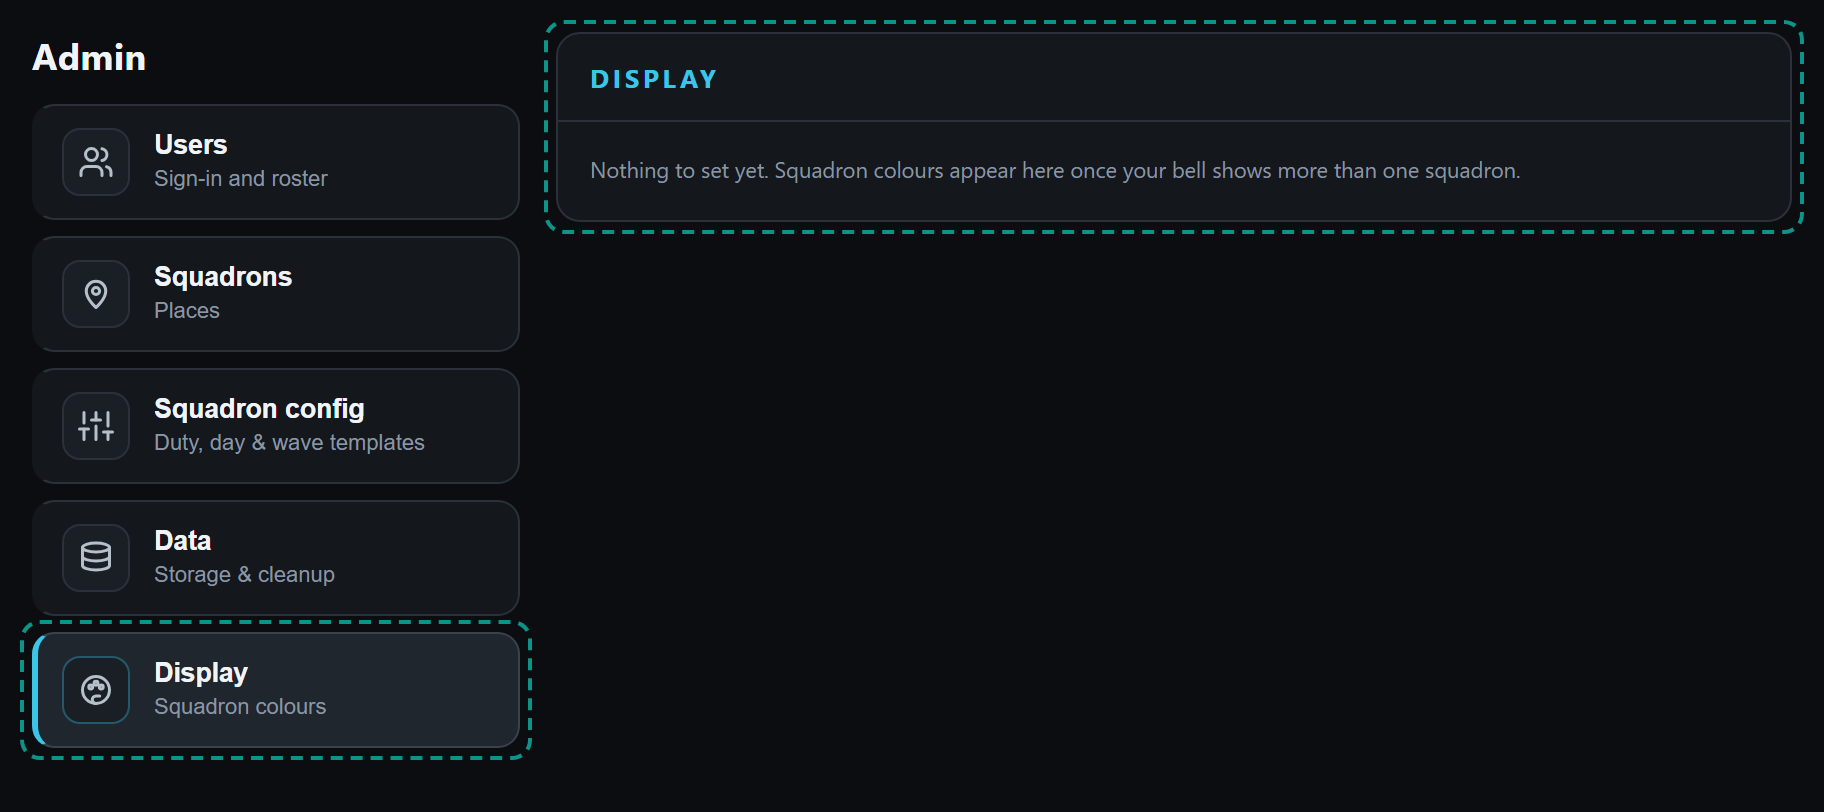 Admin
Users
Sign-in and roster
Squadrons
Places
Squadron config
Duty, day & wave templates
Data
Storage & cleanup
Display
Squadron colours
DISPLAY
Nothing to set yet. Squadron colours appear here once your bell shows more than one squadron.